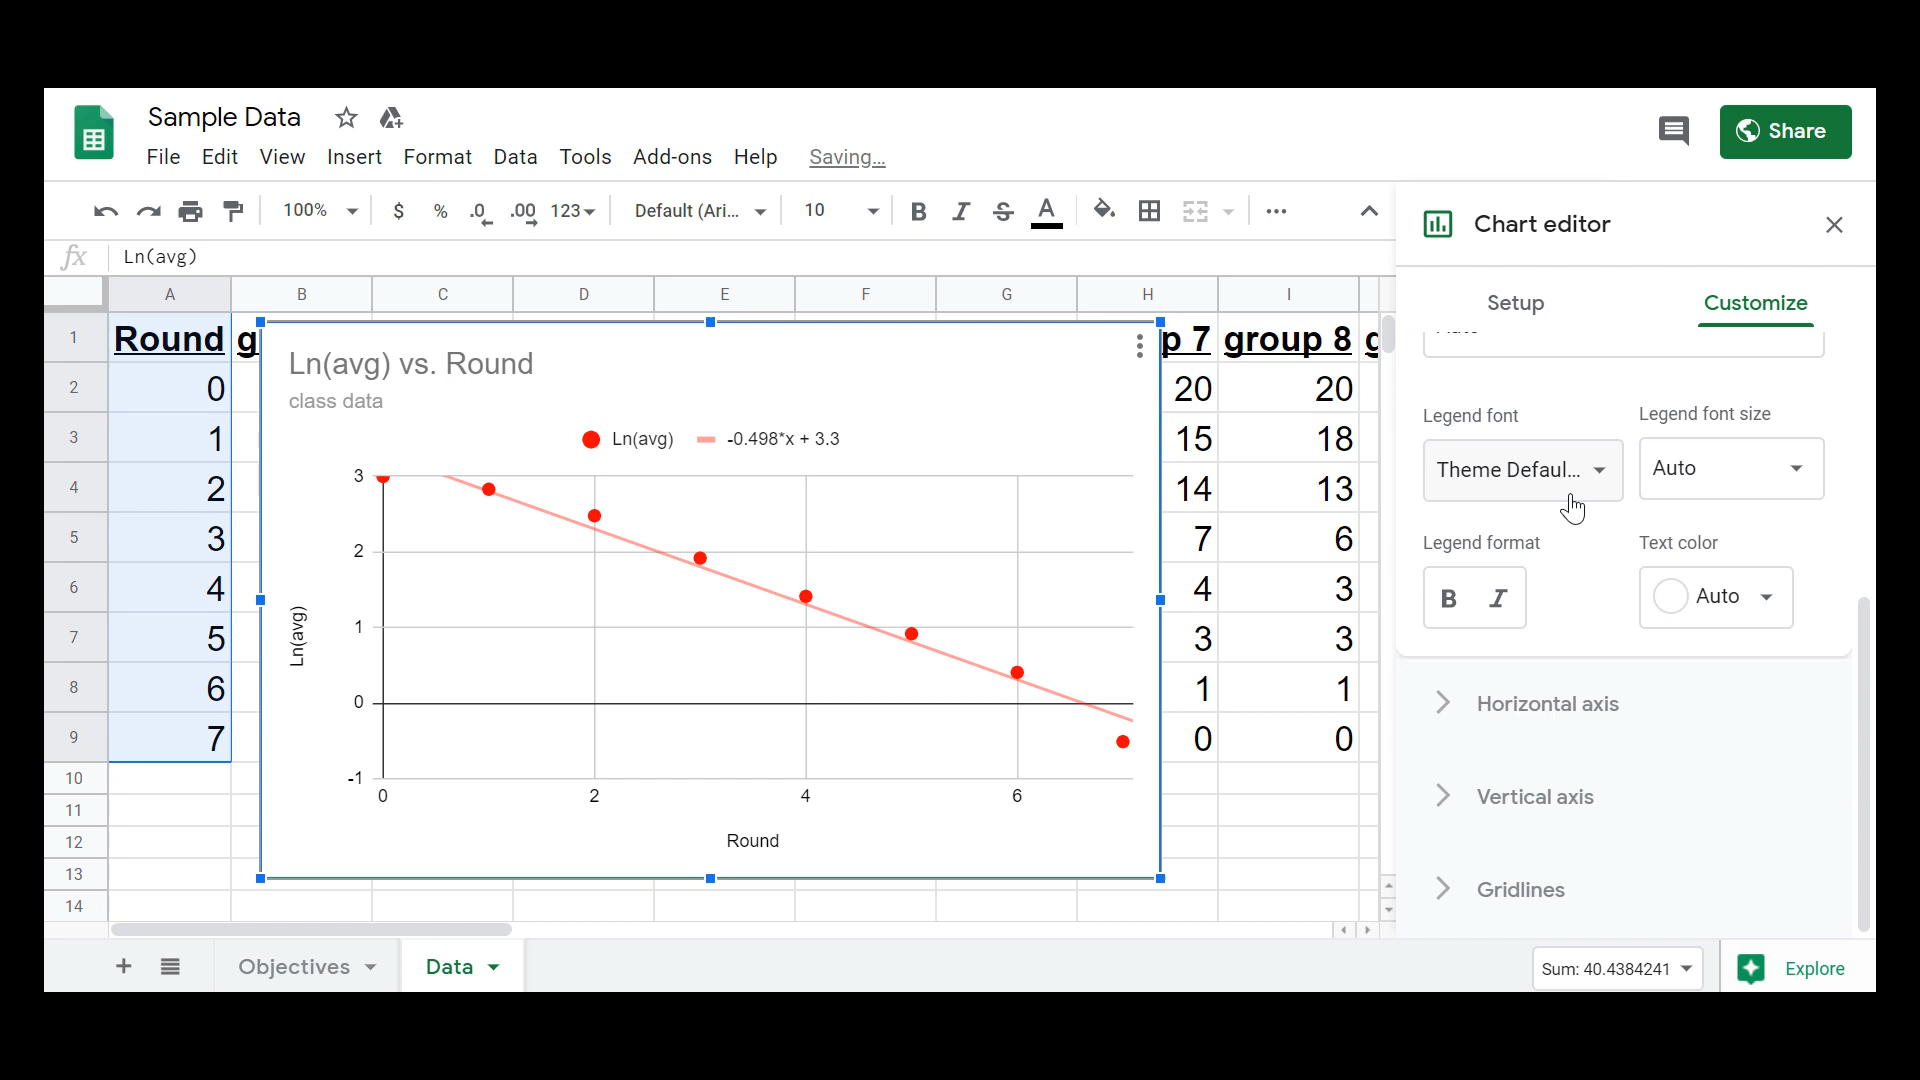 Sample Data
File Edit View Insert Format Data Tools Add-ons Help Saving...
Share
100% $ % .0 .00 123 Default (Ari... 10 B I S A
fx Ln(avg)
A B C D E F G H I
1 Round g p 7 group 8 g
2 0 20 20
3 1 15 18
4 2 14 13
5 3 7 6
6 4 4 3
7 5 3 3
8 6 1 1
9 7 0 0
10
11
12
13
14
Ln(avg) vs. Round
class data
Ln(avg) -0.498*x + 3.3
3
2
1
0
-1
Ln(avg)
0 2 4 6
Round
Chart editor
Setup Customize
Legend font Legend font size
Theme Defaul... Auto
Legend format Text color
B I Auto
Horizontal axis
Vertical axis
Gridlines
Objectives Data
Sum: 40.4384241 Explore